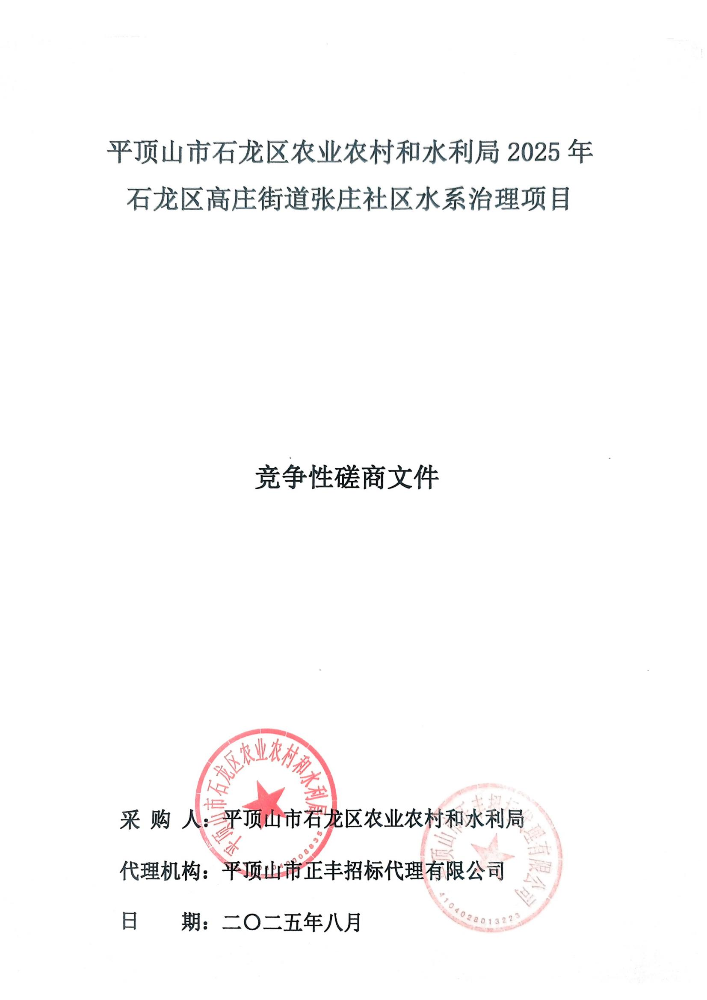 平顶山市石龙区农业农村和水利局 2025 年
石龙区高庄街道张庄社区水系治理项目
竞争性磋商文件
平顶山市石龙区农业农村和水利局
平顶山市正丰招标代理有限公司
采 购 人：平顶山市石龙区农业农村和水利局
代理机构：平顶山市正丰招标代理有限公司
4104028013223
日 期：二〇二五年八月